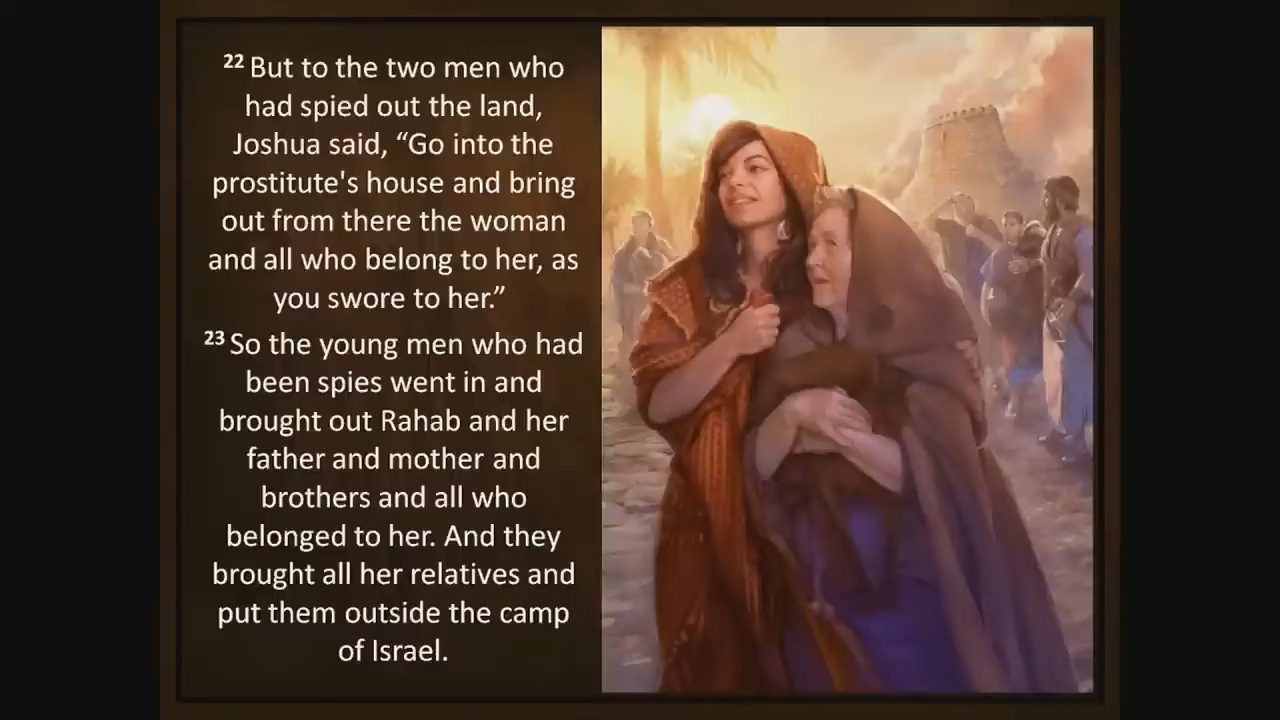 22 But to the two men who
had spied out the land,
Joshua said, “Go into the
prostitute's house and bring
out from there the woman
and all who belong to her, as
you swore to her.”
23 So the young men who had
been spies went in and
brought out Rahab and her
father and mother and
brothers and all who
belonged to her. And they
brought all her relatives and
put them outside the camp
of Israel.